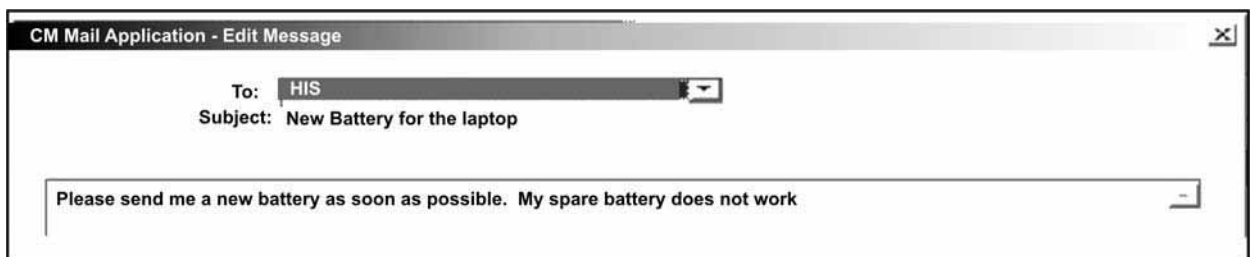 CM Mail Application - Edit Message
To: HIS
Subject: New Battery for the laptop
Please send me a new battery as soon as possible. My spare battery does not work